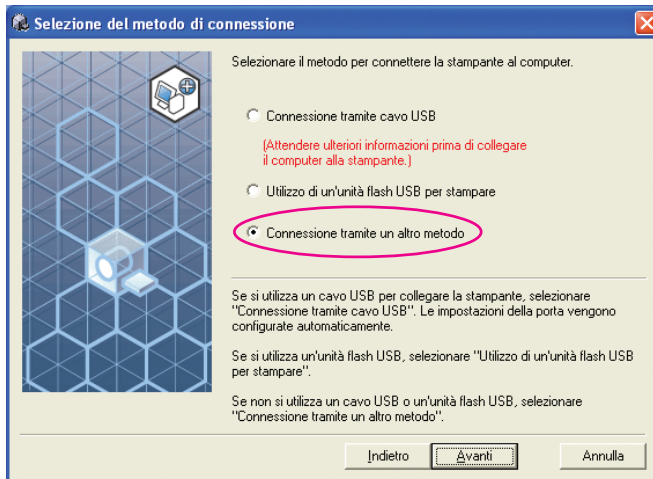 Selezione del metodo di connessione
Selezionare il metodo per connettere la stampante al computer.
Connessione tramite cavo USB
(Attendere ulteriori informazioni prima di collegare
il computer alla stampante.)
Utilizzo di un'unità flash USB per stampare
Connessione tramite un altro metodo
Se si utilizza un cavo USB per collegare la stampante, selezionare
"Connessione tramite cavo USB". Le impostazioni della porta vengono
configurate automaticamente.
Se si utilizza un'unità flash USB, selezionare "Utilizzo di un'unità flash USB
per stampare".
Se non si utilizza un cavo USB o un'unità flash USB, selezionare
"Connessione tramite un altro metodo".
Indietro
Avanti
Annulla